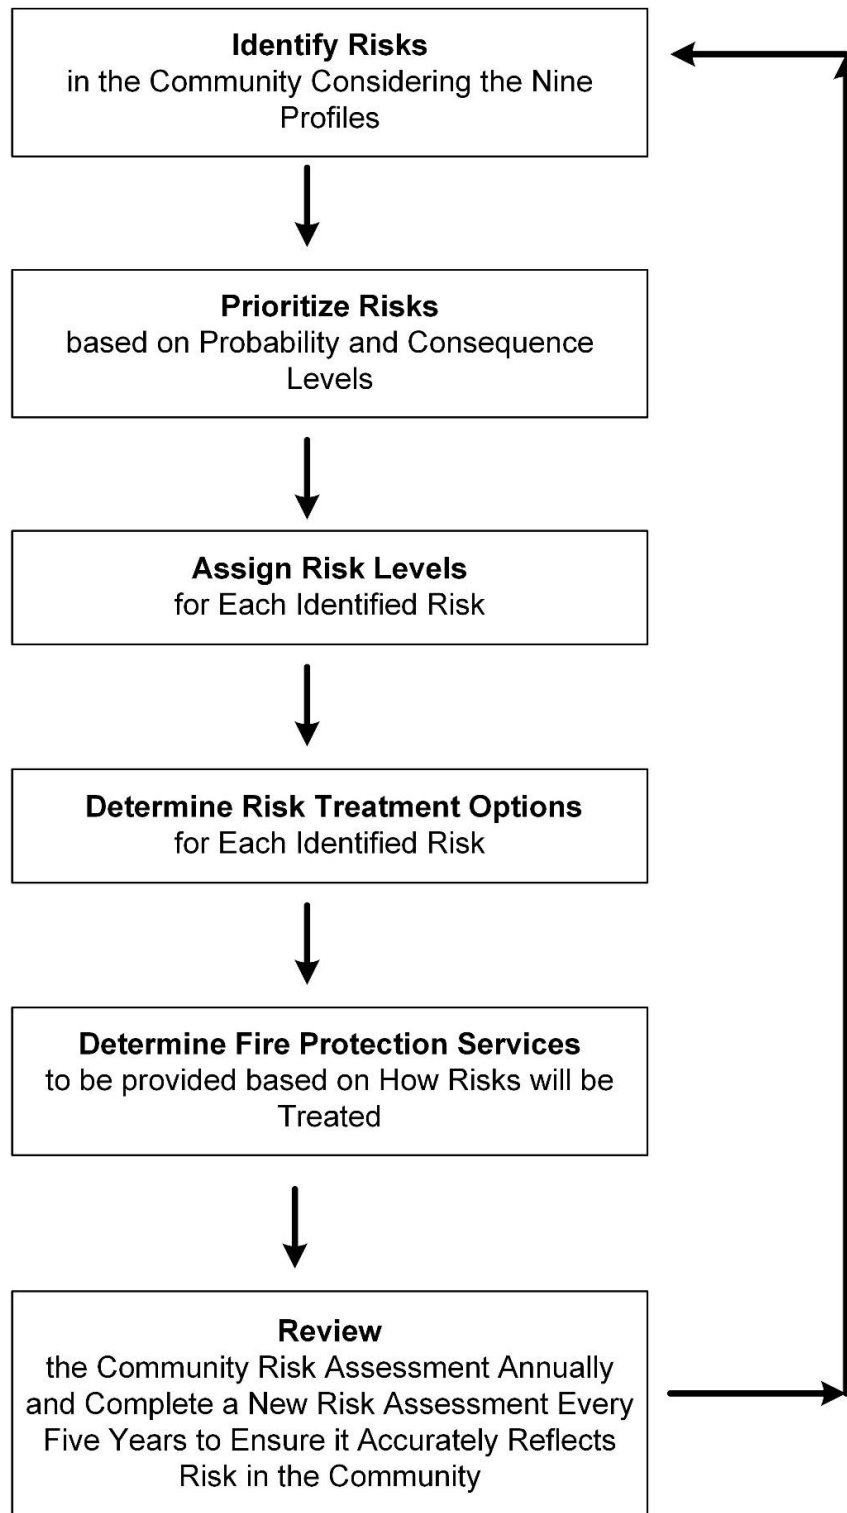 Identify Risks
in the Community Considering the Nine
Profiles
Prioritize Risks
based on Probability and Consequence
Levels
Assign Risk Levels
for Each Identified Risk
Determine Risk Treatment Options
for Each Identified Risk
Determine Fire Protection Services
to be provided based on How Risks will be
Treated
Review
the Community Risk Assessment Annually
and Complete a New Risk Assessment Every
Five Years to Ensure it Accurately Reflects
Risk in the Community